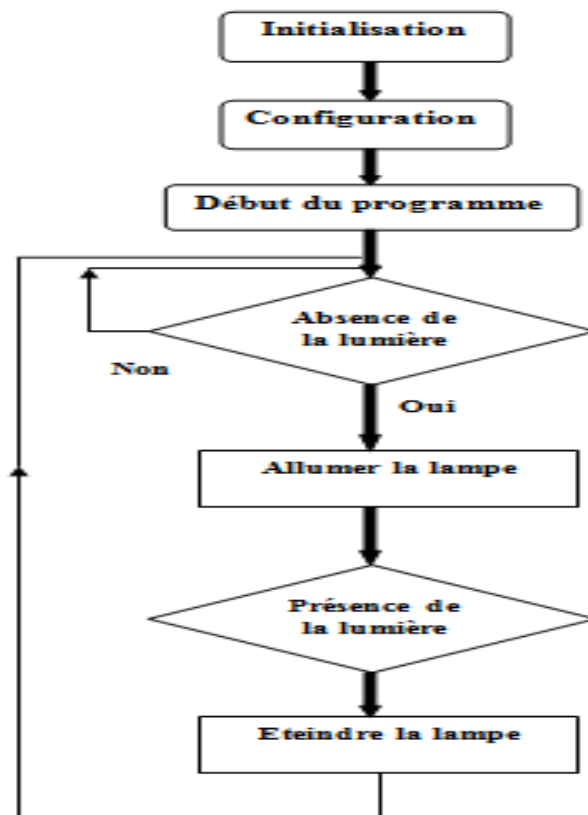 Initialisation
Configuration
Début du programme
Absence de
la lumière
Non
Oui
Allumer la lampe
Présence de
la lumière
Eteindre la lampe